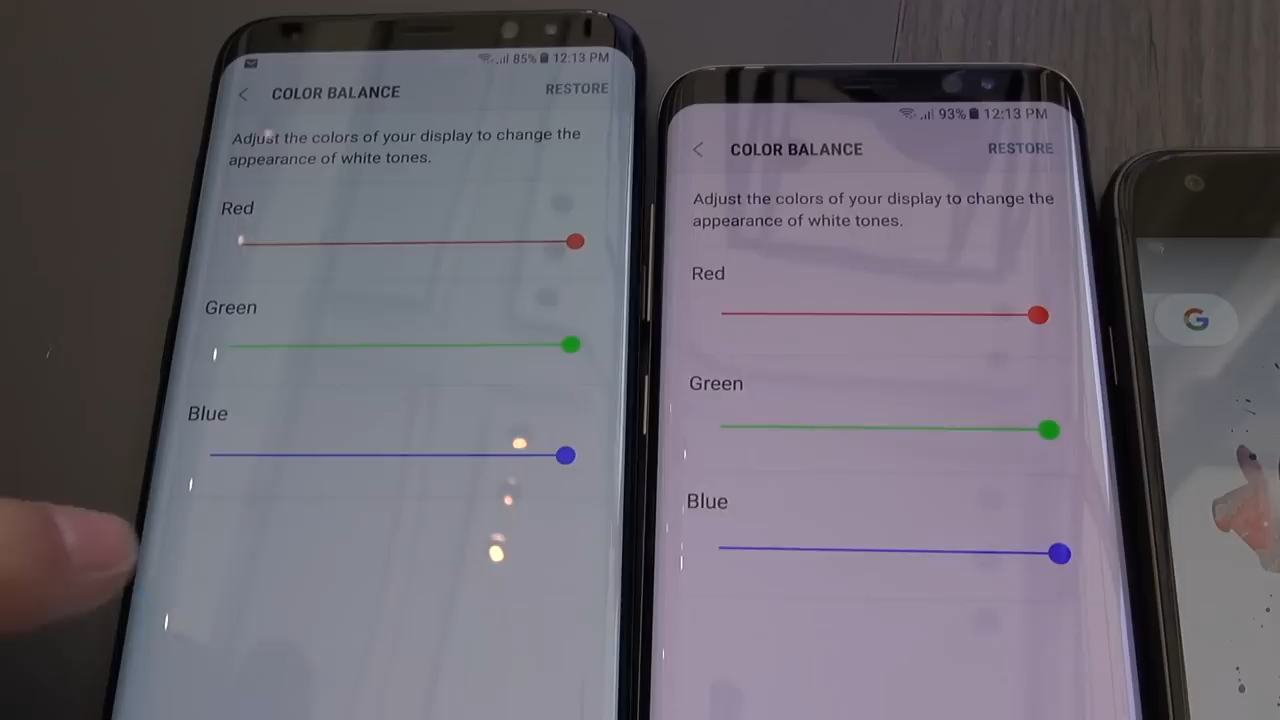 85% 12:13 PM
COLOR BALANCE RESTORE
Adjust the colors of your display to change the
appearance of white tones.
Red
Green
Blue
93% 12:13 PM
COLOR BALANCE RESTORE
Adjust the colors of your display to change the
appearance of white tones.
Red
Green
Blue
G